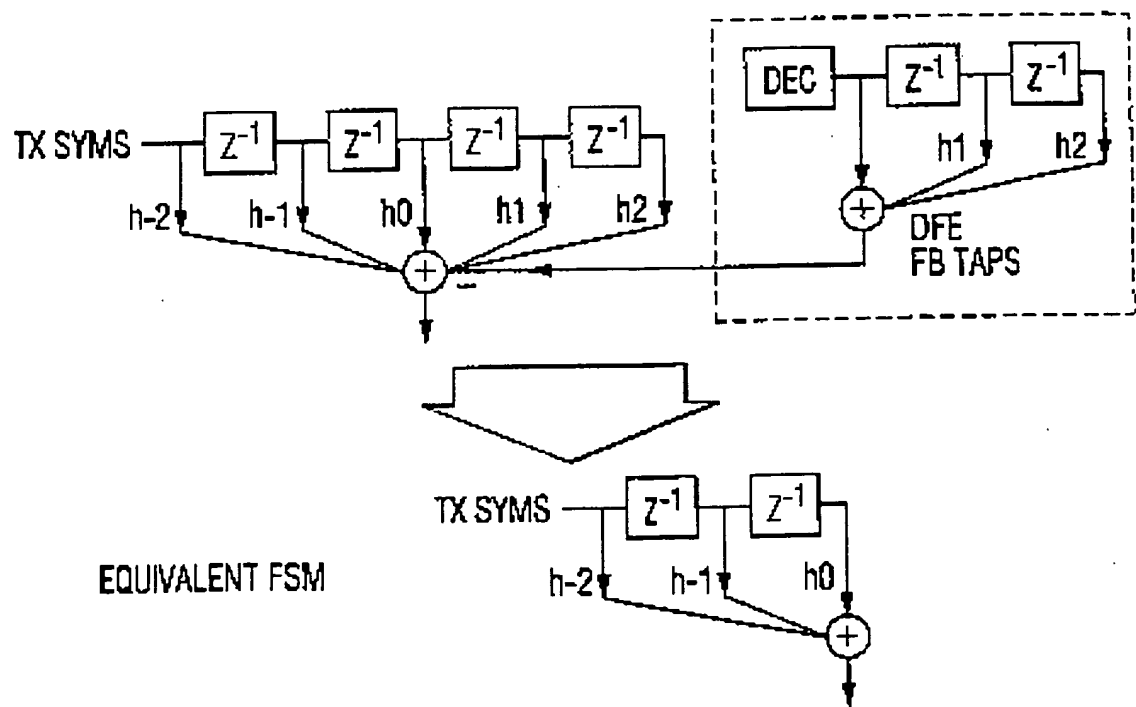 DEC
Z⁻¹
Z⁻¹
TX SYMS
Z⁻¹
Z⁻¹
Z⁻¹
Z⁻¹
h1
h2
h-2
h-1
h0
h1
h2
+
DFE
FB TAPS
+
−
TX SYMS
Z⁻¹
Z⁻¹
EQUIVALENT FSM
h-2
h-1
h0
+